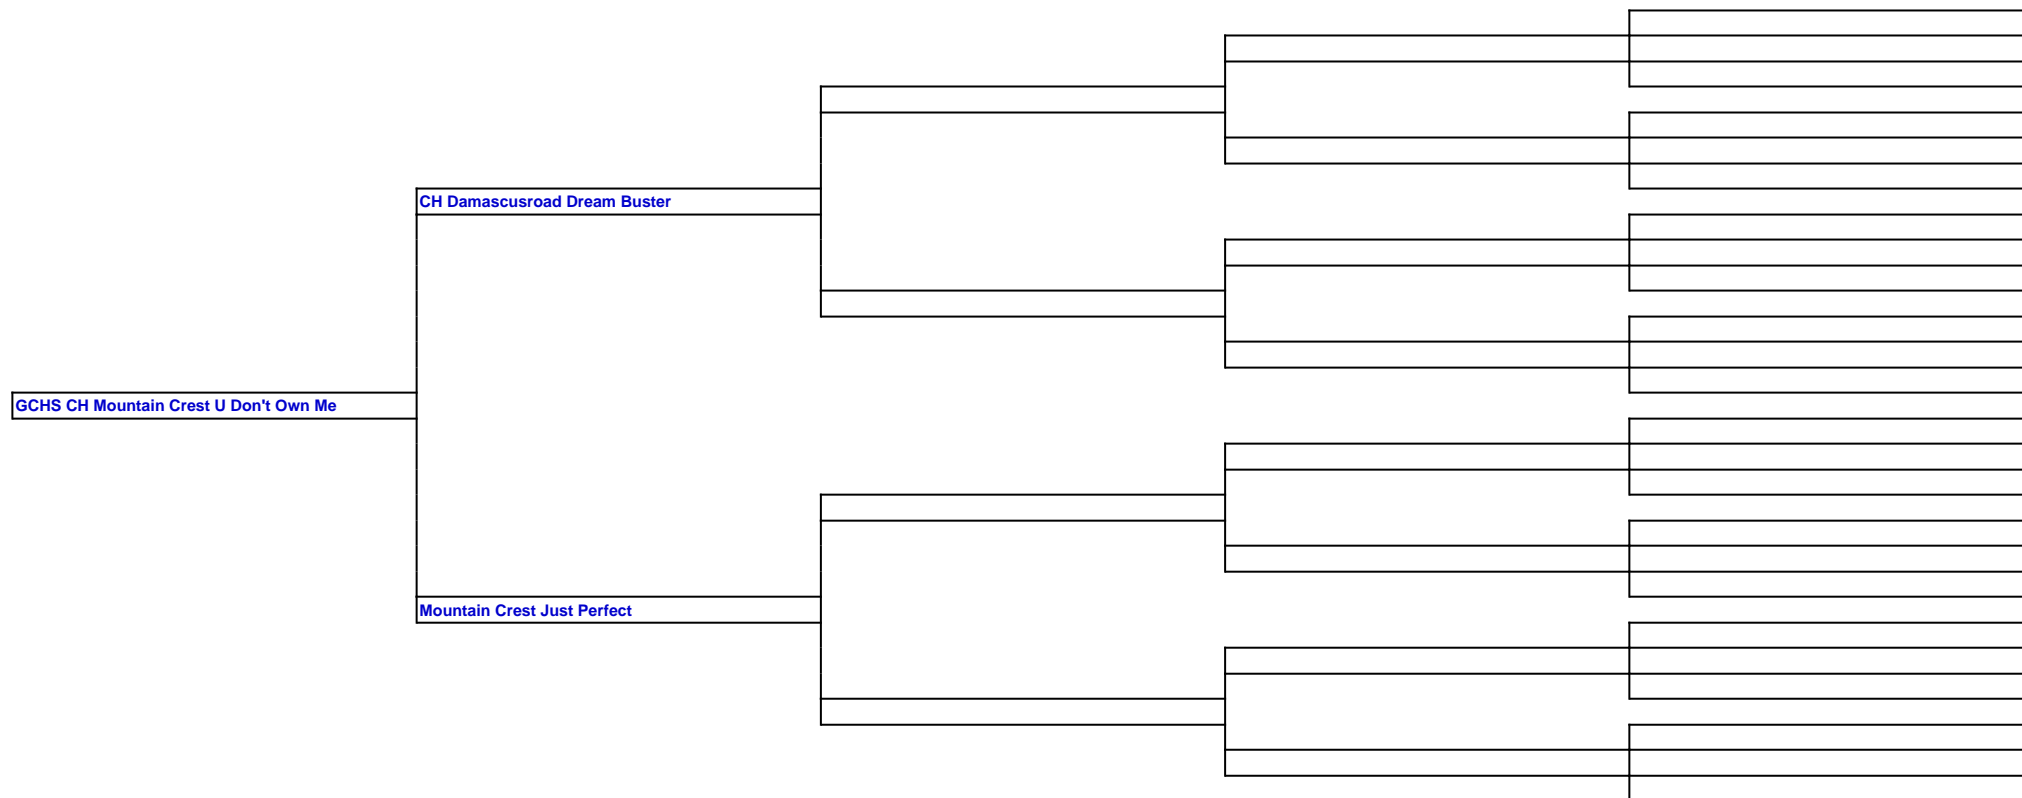 CH Damascusroad Dream Buster
GCHS CH Mountain Crest U Don't Own Me
Mountain Crest Just Perfect